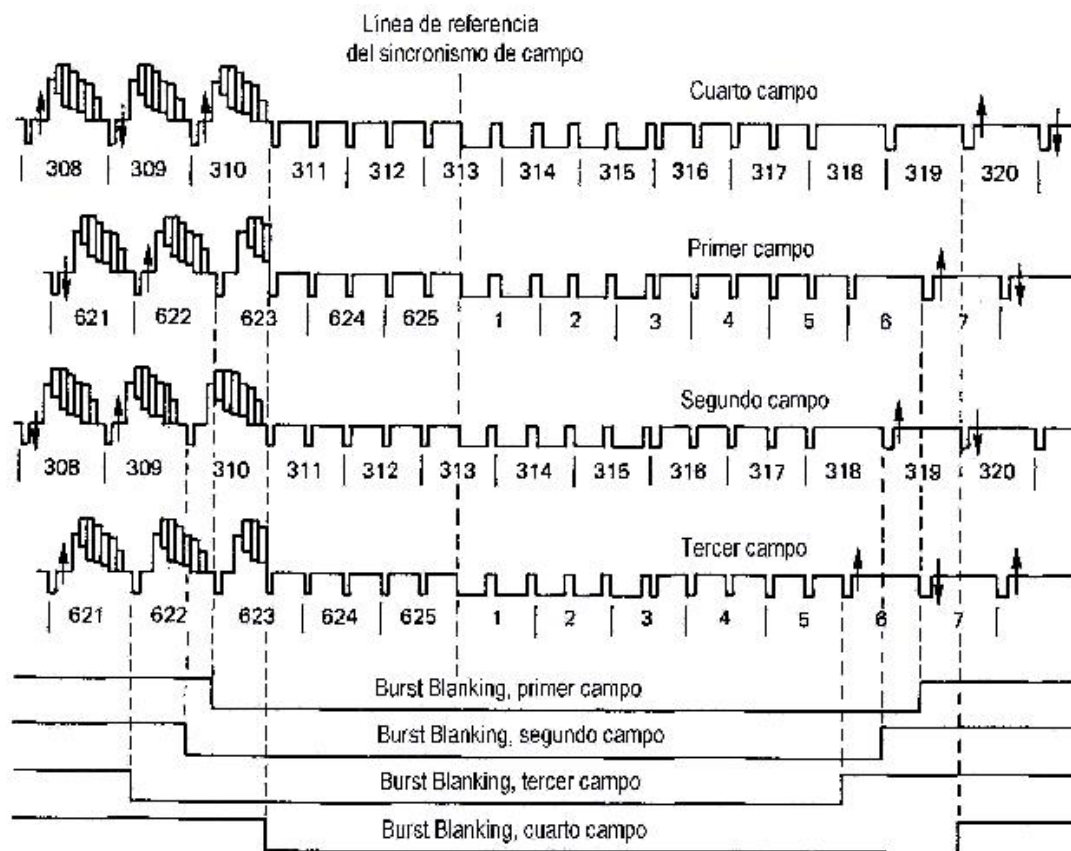 Línea de referencia
del sincronismo de campo
Cuarto campo
308 309 310 311 312 313 314 315 316 317 318 319 320
Primer campo
621 622 623 624 625 1 2 3 4 5 6 7
Segundo campo
308 309 310 311 312 313 314 315 316 317 318 319 320
Tercer campo
621 622 623 624 625 1 2 3 4 5 6 7
Burst Blanking, primer campo
Burst Blanking, segundo campo
Burst Blanking, tercer campo
Burst Blanking, cuarto campo